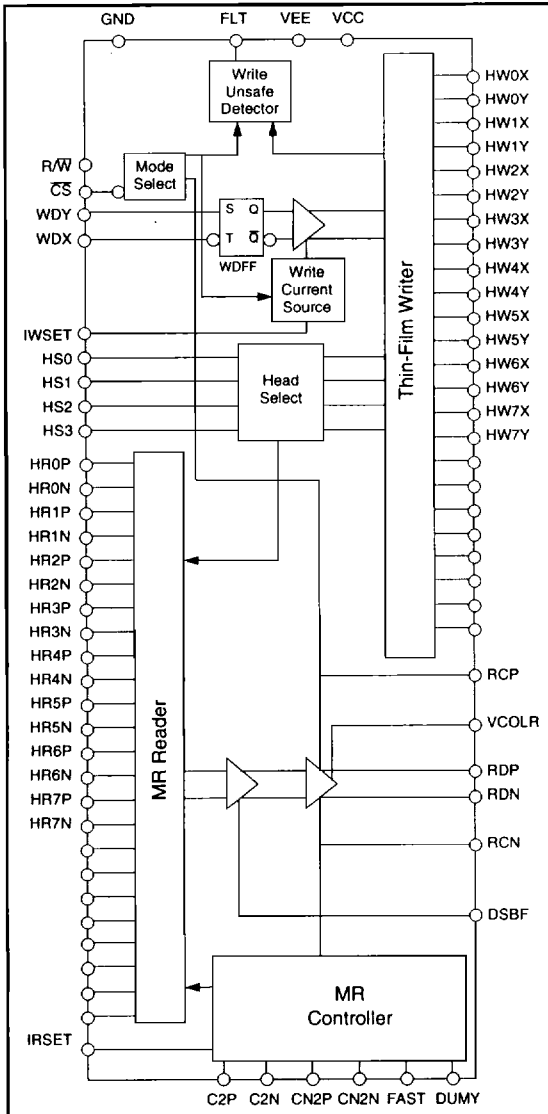 GND FLT VEE VCC
Write
Unsafe
Detector
R/W̅
C̅S̅
Mode
Select
WDY
WDX
S Q
T Q̅
WDFF
Write
Current
Source
IWSET
HS0
HS1
HS2
HS3
Head
Select
Thin-Film Writer
HW0X
HW0Y
HW1X
HW1Y
HW2X
HW2Y
HW3X
HW3Y
HW4X
HW4Y
HW5X
HW5Y
HW6X
HW6Y
HW7X
HW7Y
HR0P
HR0N
HR1P
HR1N
HR2P
HR2N
HR3P
HR3N
HR4P
HR4N
HR5P
HR5N
HR6P
HR6N
HR7P
HR7N
MR Reader
RCP
VCOLR
RDP
RDN
RCN
DSBF
MR
Controller
IRSET
C2P C2N CN2P CN2N FAST DUMY